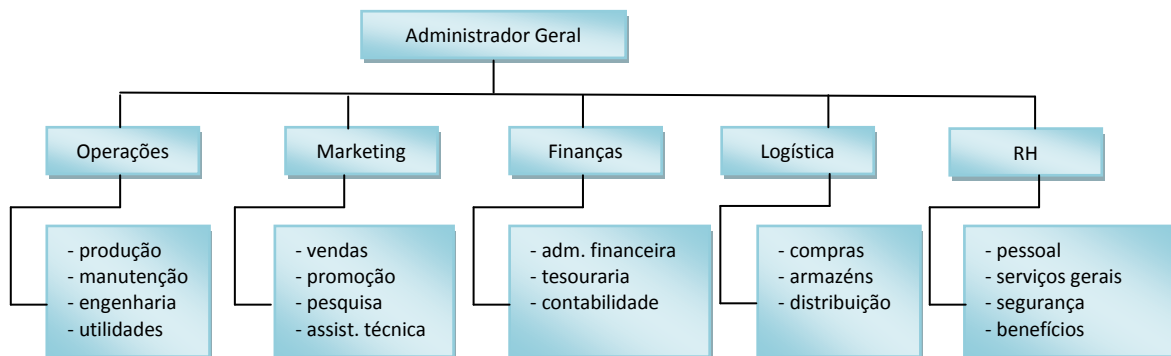 Administrador Geral
Operações
Marketing
Finanças
Logística
RH
- produção
- manutenção
- engenharia
- utilidades
- vendas
- promoção
- pesquisa
- assist. técnica
- adm. financeira
- tesouraria
- contabilidade
- compras
- armazéns
- distribuição
- pessoal
- serviços gerais
- segurança
- benefícios